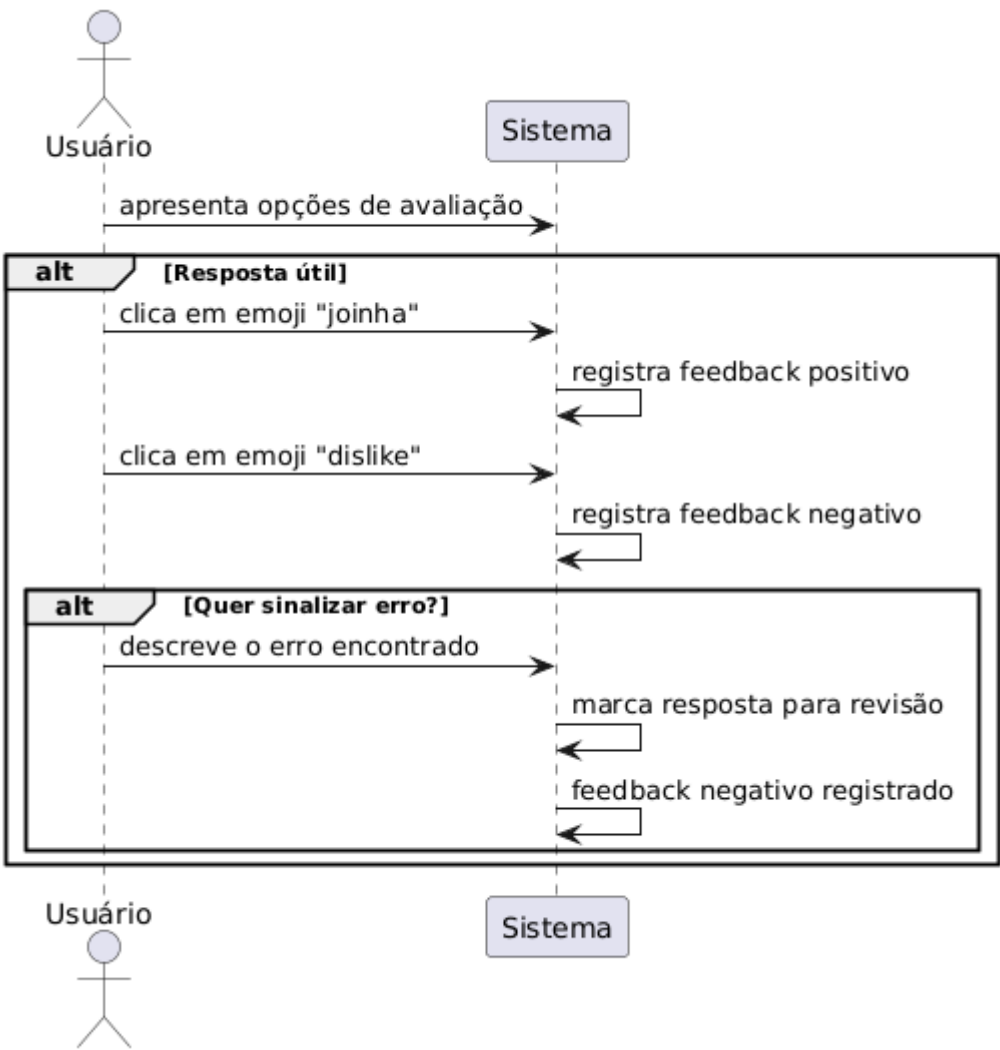 Usuário
Sistema
apresenta opções de avaliação
alt [Resposta útil]
clica em emoji "joinha"
registra feedback positivo
clica em emoji "dislike"
registra feedback negativo
alt [Quer sinalizar erro?]
descreve o erro encontrado
marca resposta para revisão
feedback negativo registrado
Usuário
Sistema